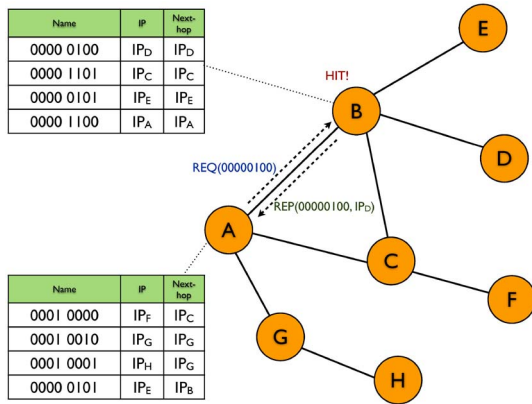 Name IP Next-hop
0000 0100 IPD IPD
0000 1101 IPC IPC
0000 0101 IPE IPE
0000 1100 IPA IPA
E
HIT!
B
D
REQ(00000100)
REP(00000100, IPD)
A
C
F
Name IP Next-hop
0001 0000 IPF IPC
0001 0010 IPG IPG
0001 0001 IPH IPG
0000 0101 IPE IPB
G
H